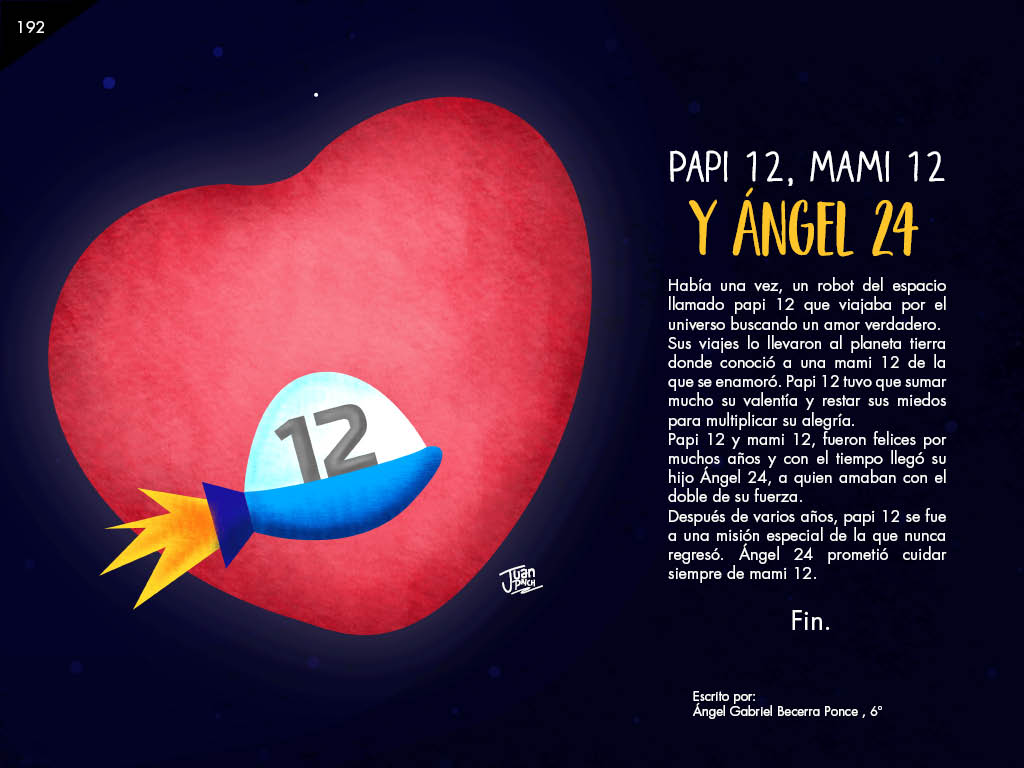 192
PAPI 12, MAMI 12
Y ÁNGEL 24
Había una vez, un robot del espacio
llamado papi 12 que viajaba por el
universo buscando un amor verdadero.
Sus viajes lo llevaron al planeta tierra
donde conoció a una mami 12 de la
que se enamoró. Papi 12 tuvo que sumar
mucho su valentía y restar sus miedos
para multiplicar su alegría.
Papi 12 y mami 12, fueron felices por
muchos años y con el tiempo llegó su
hijo Ángel 24, a quien amaban con el
doble de su fuerza.
Después de varios años, papi 12 se fue
a una misión especial de la que nunca
regresó. Ángel 24 prometió cuidar
siempre de mami 12.
Fin.
Escrito por:
Ángel Gabriel Becerra Ponce , 6°
12
Juan